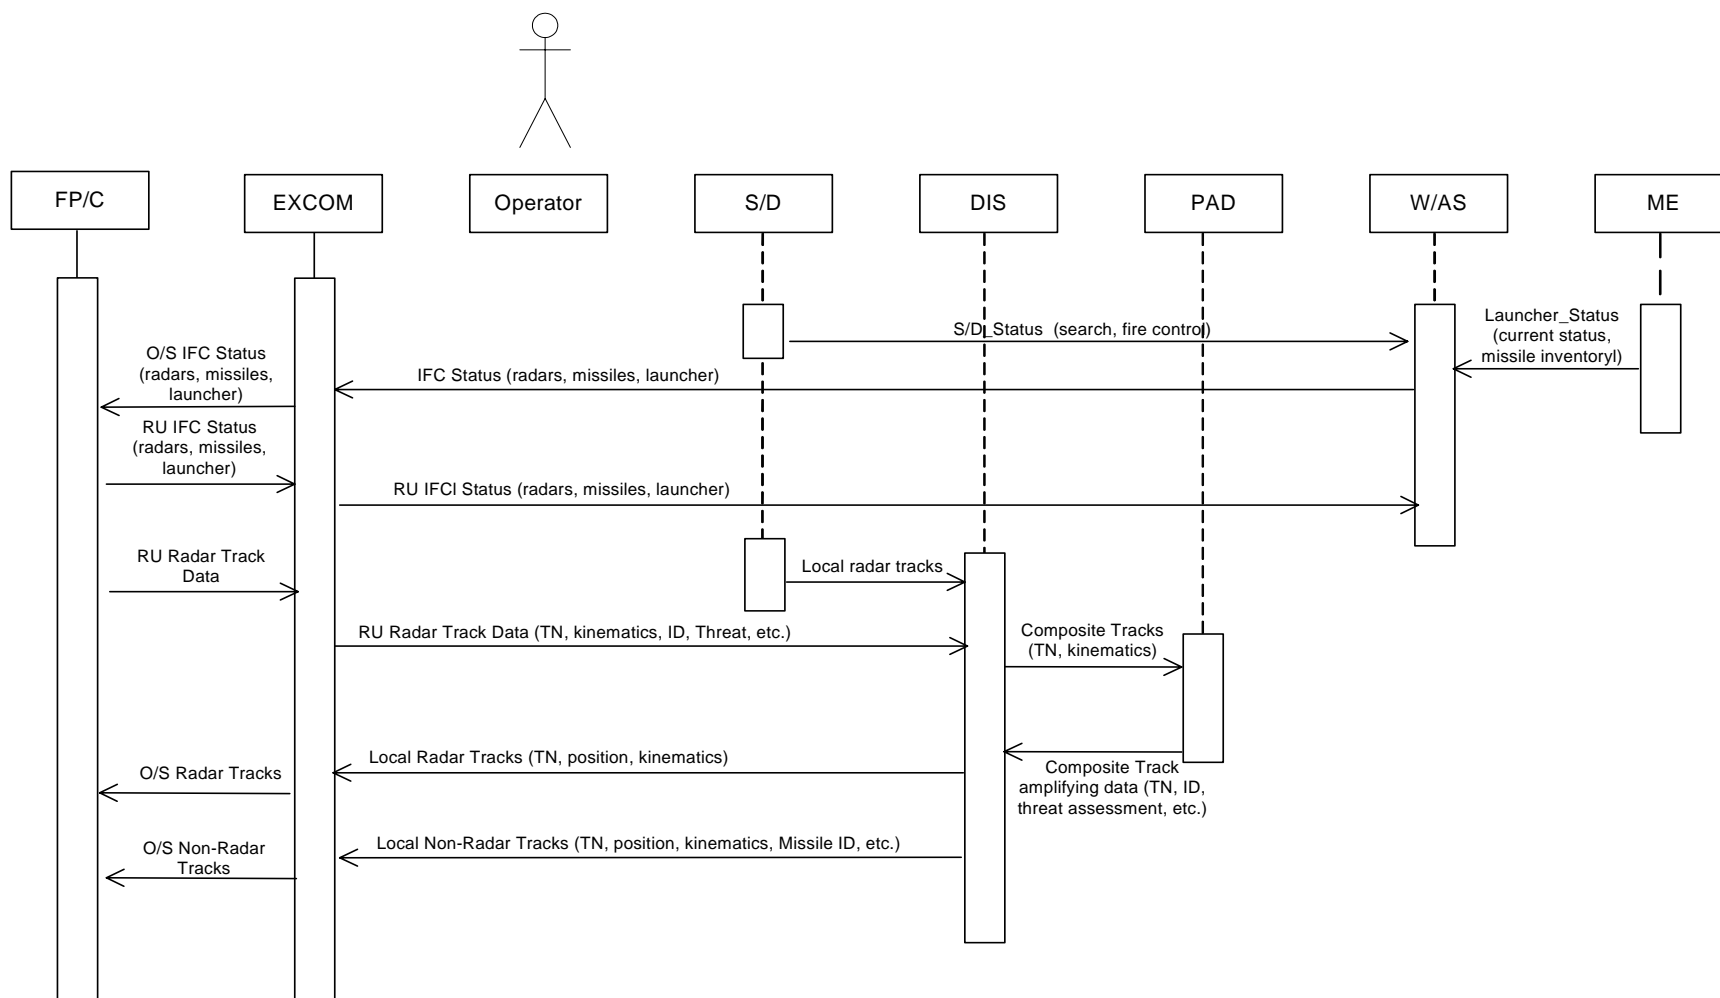 FP/C
EXCOM
Operator
S/D
DIS
PAD
W/AS
ME
S/D_Status (search, fire control)
Launcher_Status
(current status,
missile inventoryl)
O/S IFC Status
(radars, missiles,
launcher)
IFC Status (radars, missiles, launcher)
RU IFC Status
(radars, missiles,
launcher)
RU IFCl Status (radars, missiles, launcher)
RU Radar Track
Data
Local radar tracks
RU Radar Track Data (TN, kinematics, ID, Threat, etc.)
Composite Tracks
(TN, kinematics)
Local Radar Tracks (TN, position, kinematics)
O/S Radar Tracks
Composite Track
amplifying data (TN, ID,
threat assessment, etc.)
Local Non-Radar Tracks (TN, position, kinematics, Missile ID, etc.)
O/S Non-Radar
Tracks